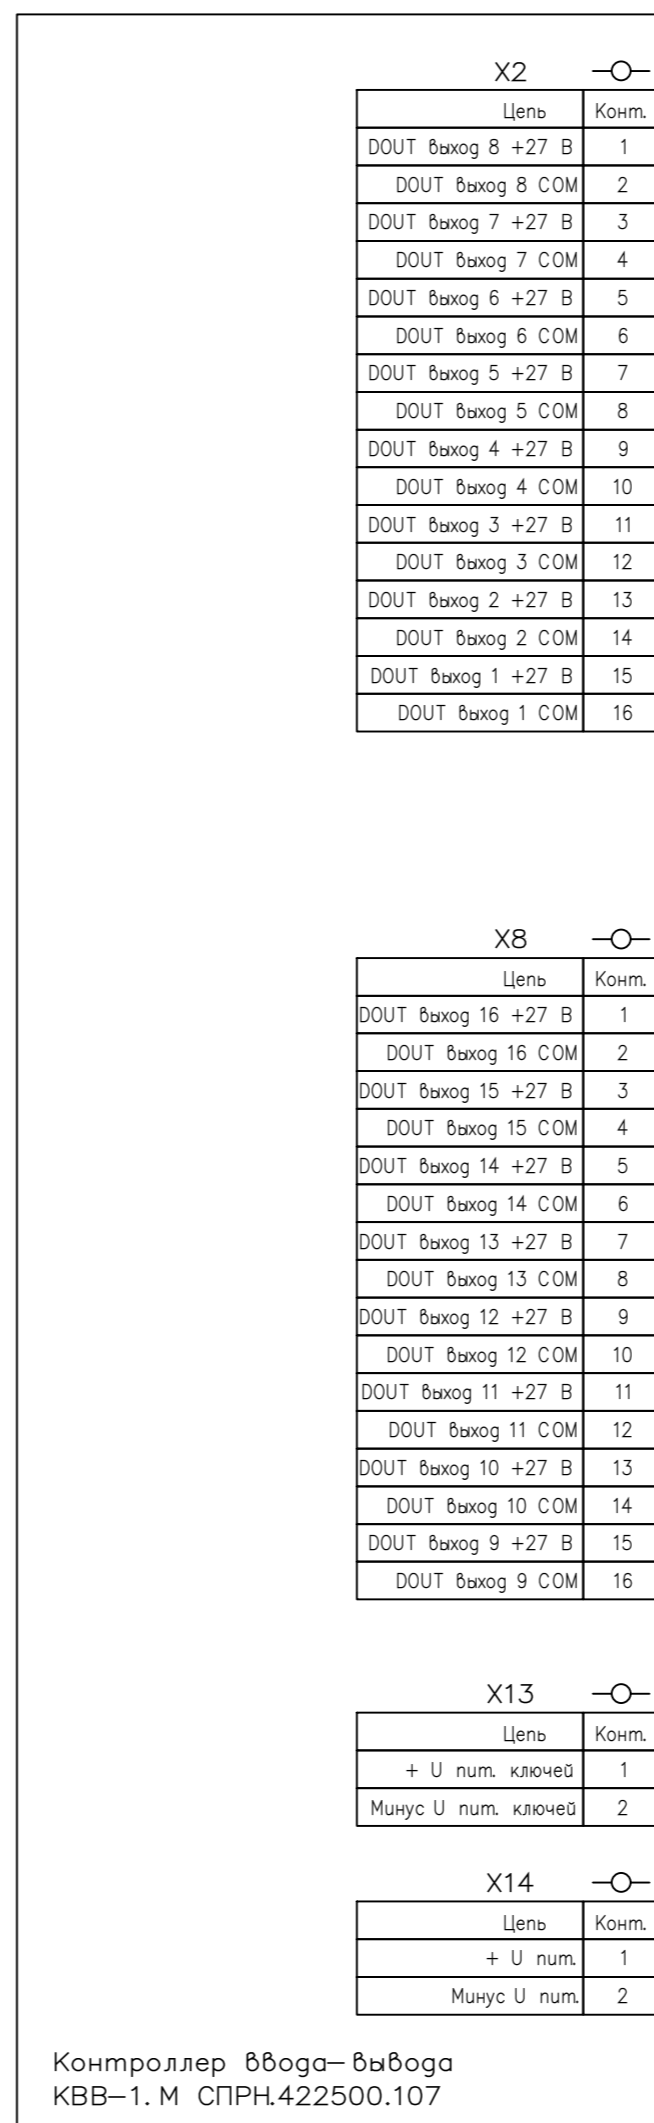 X2
Цепь Конт.
DOUT выход 8 +27 В 1
DOUT выход 8 COM 2
DOUT выход 7 +27 В 3
DOUT выход 7 COM 4
DOUT выход 6 +27 В 5
DOUT выход 6 COM 6
DOUT выход 5 +27 В 7
DOUT выход 5 COM 8
DOUT выход 4 +27 В 9
DOUT выход 4 COM 10
DOUT выход 3 +27 В 11
DOUT выход 3 COM 12
DOUT выход 2 +27 В 13
DOUT выход 2 COM 14
DOUT выход 1 +27 В 15
DOUT выход 1 COM 16
X8
Цепь Конт.
DOUT выход 16 +27 В 1
DOUT выход 16 COM 2
DOUT выход 15 +27 В 3
DOUT выход 15 COM 4
DOUT выход 14 +27 В 5
DOUT выход 14 COM 6
DOUT выход 13 +27 В 7
DOUT выход 13 COM 8
DOUT выход 12 +27 В 9
DOUT выход 12 COM 10
DOUT выход 11 +27 В 11
DOUT выход 11 COM 12
DOUT выход 10 +27 В 13
DOUT выход 10 COM 14
DOUT выход 9 +27 В 15
DOUT выход 9 COM 16
X13
Цепь Конт.
+ U пит. ключей 1
Минус U пит. ключей 2
X14
Цепь Конт.
+ U пит. 1
Минус U пит. 2
Контроллер ввода-вывода
КВВ-1.М СПРН.422500.107